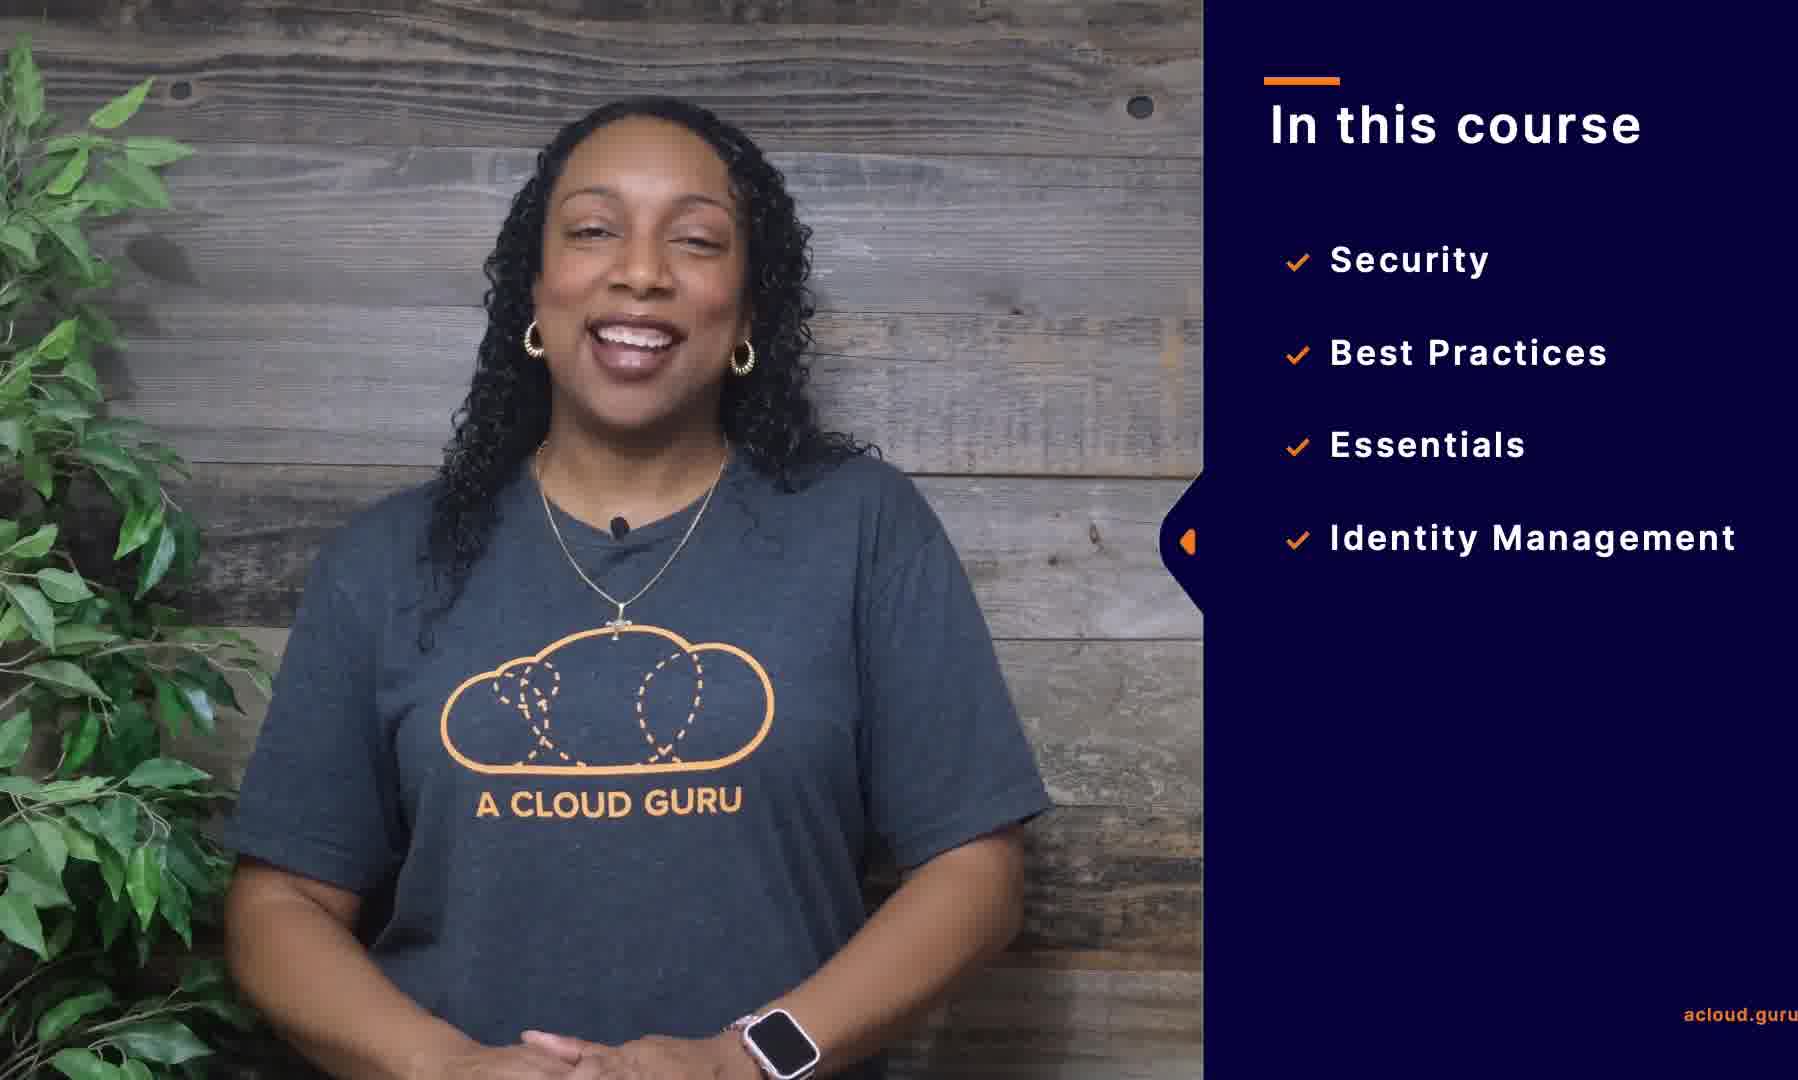 In this course
Security
Best Practices
Essentials
Identity Management
A CLOUD GURU
acloud.guru